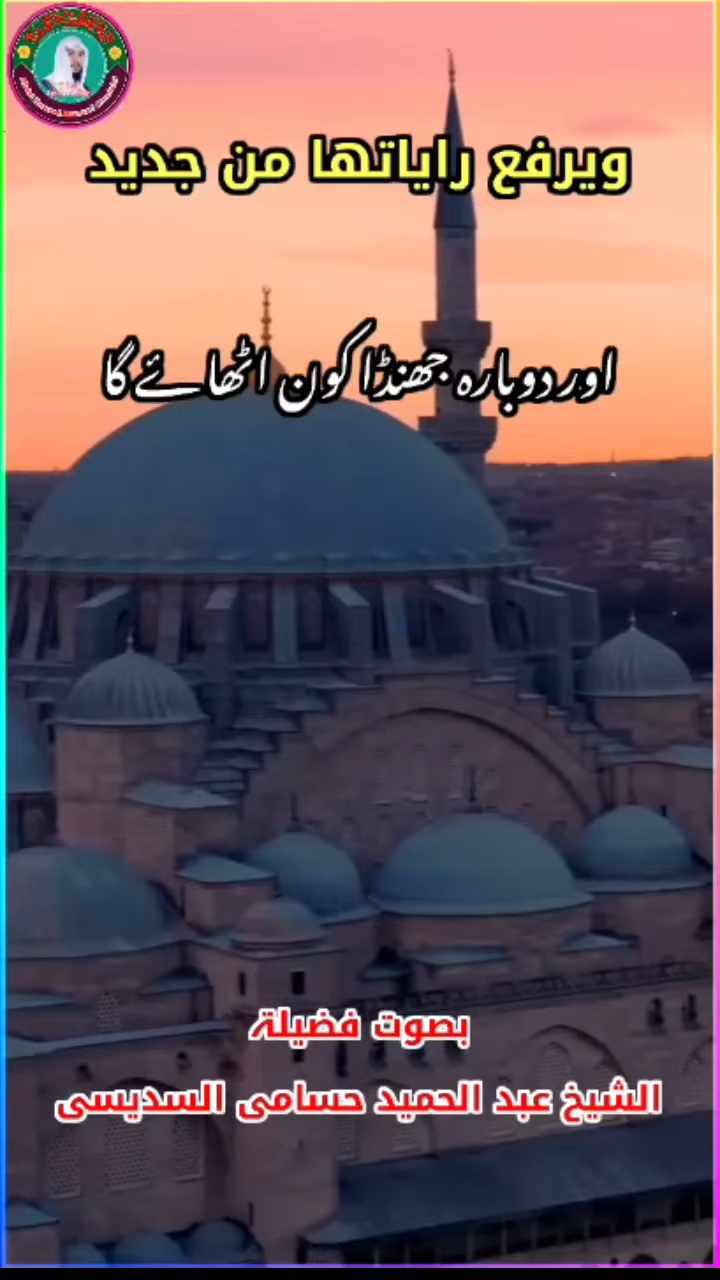 ويرفع راياتها من جديد
اور دوبارہ جھنڈا کون اٹھائے گا
بصوت فضيلة
الشيخ عبد الحميد حسامى السديسى